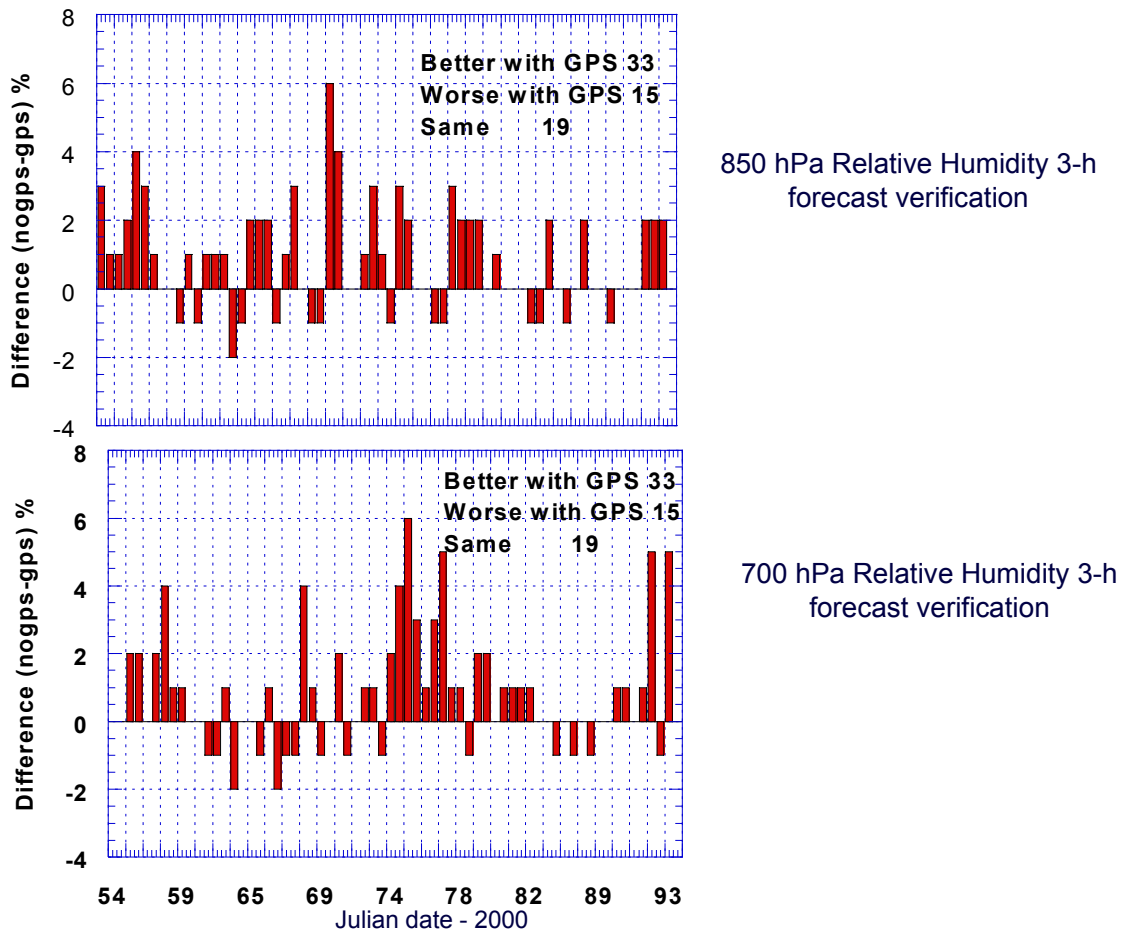 8
6
4
2
0
-2
-4
Difference (nogps-gps) %
Better with GPS 33
Worse with GPS 15
Same 19
850 hPa Relative Humidity 3-h
forecast verification
8
6
4
2
0
-2
-4
Difference (nogps-gps) %
Better with GPS 33
Worse with GPS 15
Same 19
700 hPa Relative Humidity 3-h
forecast verification
54 59 65 69 74 78 82 89 93
Julian date - 2000